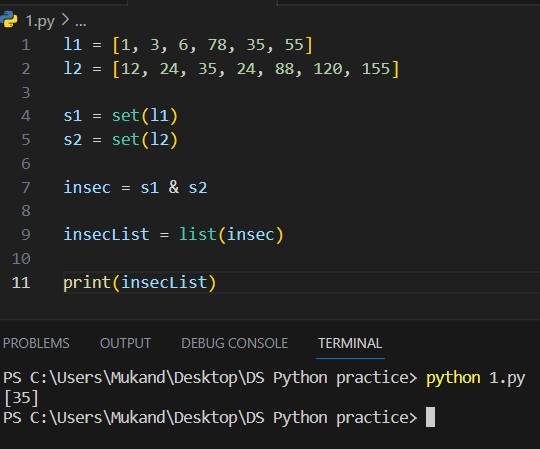 1.py > ...
1 l1 = [1, 3, 6, 78, 35, 55]
2 l2 = [12, 24, 35, 24, 88, 120, 155]
3
4 s1 = set(l1)
5 s2 = set(l2)
6
7 insec = s1 & s2
8
9 insecList = list(insec)
10
11 print(insecList)
PROBLEMS OUTPUT DEBUG CONSOLE TERMINAL
PS C:\Users\Mukand\Desktop\DS Python practice> python 1.py
[35]
PS C:\Users\Mukand\Desktop\DS Python practice>